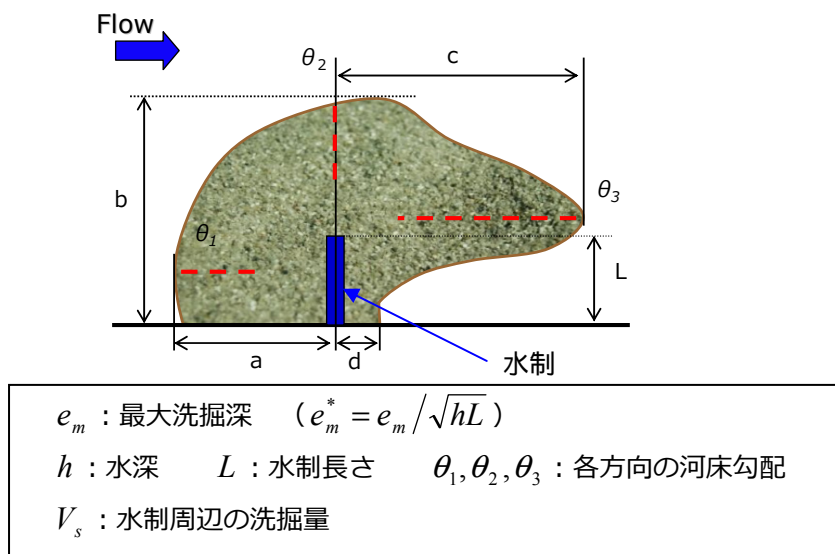 Flow
θ2
c
b
θ1
θ3
L
a
d
水制
e_m：最大洗掘深 （e_m^* = e_m/√hL）
h：水深 L：水制長さ θ1,θ2,θ3：各方向の河床勾配
V_s：水制周辺の洗掘量